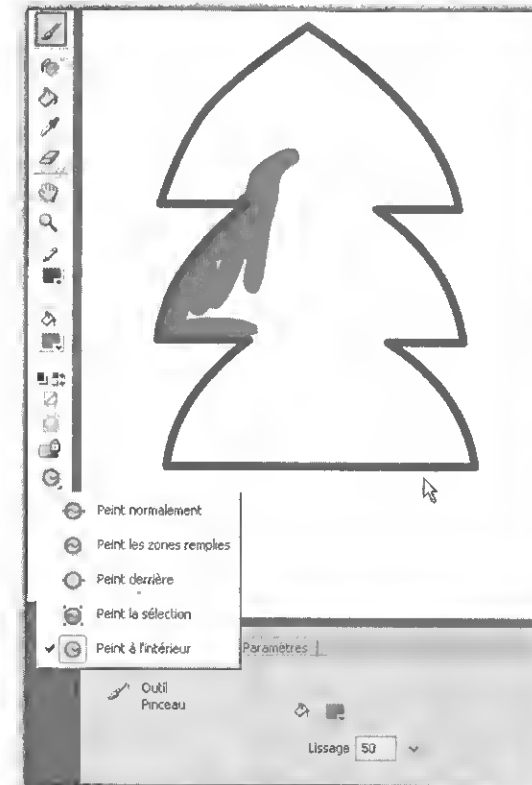 Peint normalement
Peint les zones remplies
Peint derrière
Peint la sélection
Peint à l'intérieur
Paramètres
Outil
Pinceau
Lissage 50